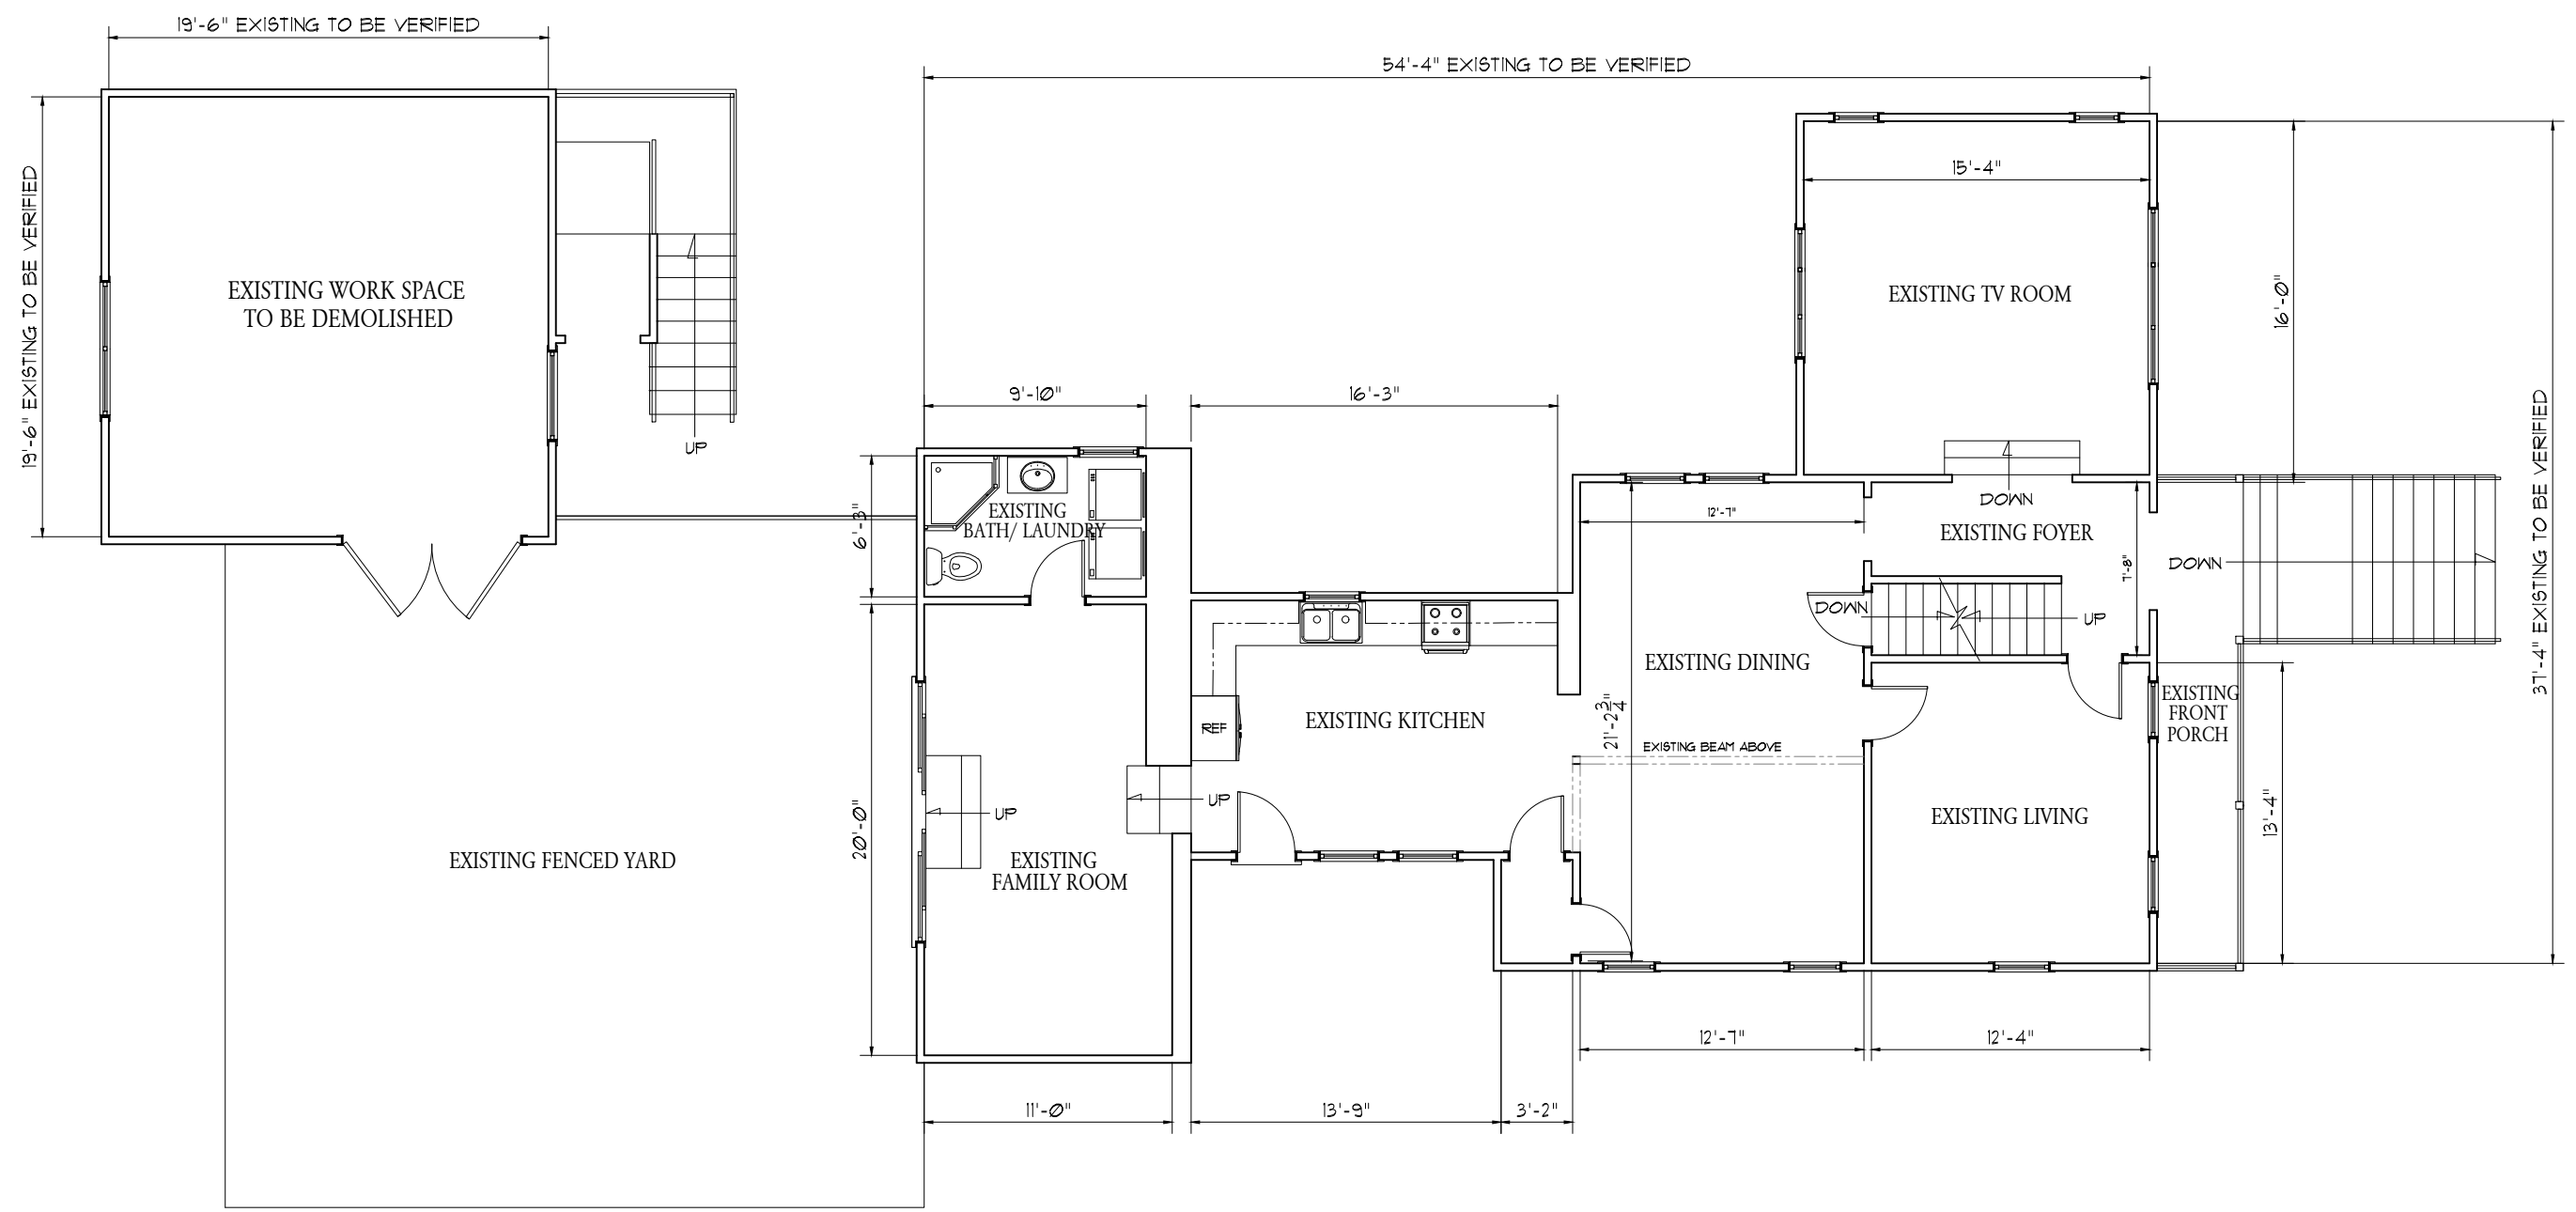 19'-6" EXISTING TO BE VERIFIED
54'-4" EXISTING TO BE VERIFIED
15'-4"
19'-6" EXISTING TO BE VERIFIED
EXISTING WORK SPACE
TO BE DEMOLISHED
EXISTING TV ROOM
16'-0"
37'-4" EXISTING TO BE VERIFIED
UP
9'-10"
16'-3"
6'-3"
EXISTING
BATH/ LAUNDRY
12'-7"
DOWN
EXISTING FOYER
7'-8"
DOWN
DOWN
UP
EXISTING DINING
21'-2 3/4"
EXISTING KITCHEN
REF
EXISTING BEAM ABOVE
EXISTING
FRONT
PORCH
UP
UP
20'-0"
EXISTING LIVING
13'-4"
EXISTING FENCED YARD
EXISTING
FAMILY ROOM
12'-7"
12'-4"
11'-0"
13'-9"
3'-2"